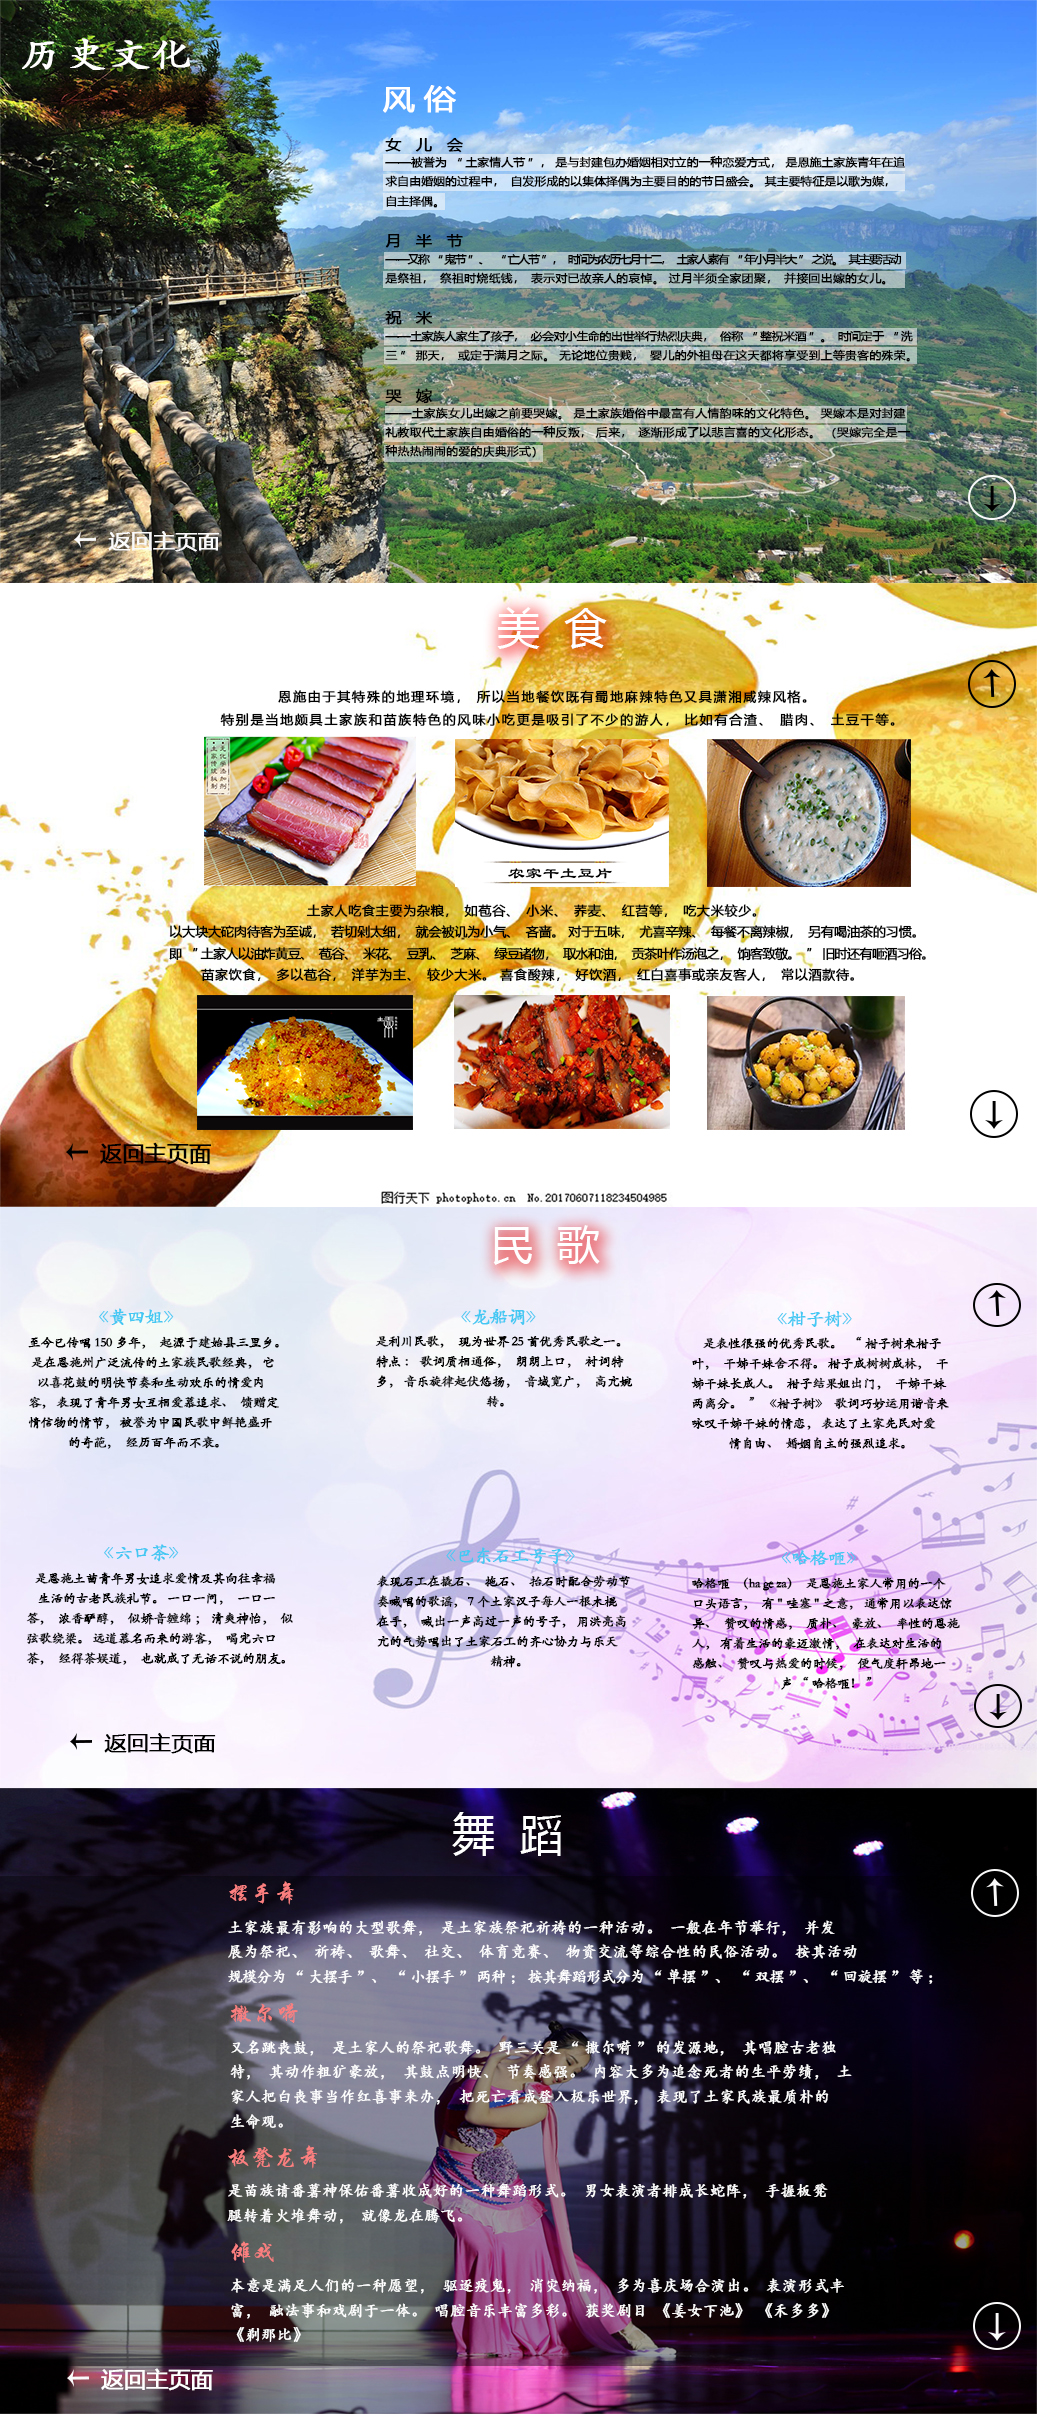 历史文化
风俗
女儿会
——被誉为“土家情人节”，是与封建包办婚姻相对立的一种恋爱方式，是恩施土家族青年在追
求自由婚姻的过程中，自发形成的以集体择偶为主要目的的节日盛会。其主要特征是以歌为媒，
自主择偶。
月半节
——又称“鬼节”、“亡人节”，时间为农历七月十二，土家人素有“年小月半大”之说。其主要活动
是祭祖，祭祖时烧纸钱，表示对已故亲人的哀悼。过月半须全家团聚，并接回出嫁的女儿。
祝米
——土家族人家生了孩子，必会对小生命的出世举行热烈庆典，俗称“整祝米酒”。时间定于“洗
三”那天，或定于满月之际。无论地位贵贱，婴儿的外祖母在这天都将享受到上等贵客的殊荣。
哭嫁
——土家族女儿出嫁之前要哭嫁。是土家族婚俗中最富有人情韵味的文化特色。哭嫁本是对封建
礼教取代土家族自由婚俗的一种反叛，后来，逐渐形成了以悲言喜的文化形态。（哭嫁完全是一
种热热闹闹的爱的庆典形式）
↓
← 返回主页面
美食
↑
恩施由于其特殊的地理环境，所以当地餐饮既有蜀地麻辣特色又具潇湘咸辣风格。
特别是当地颇具土家族和苗族特色的风味小吃更是吸引了不少的游人，比如有合渣、腊肉、土豆干等。
农家干土豆片
土家人吃食主要为杂粮，如苞谷、小米、荞麦、红苕等，吃大米较少。
以大块大砣肉待客为至诚，若切剁太细，就会被讥为小气、吝啬。对于五味，尤喜辛辣、每餐不离辣椒，另有喝油茶的习惯。
即“土家人以油炸黄豆、苞谷、米花、豆乳、芝麻、绿豆诸物，取水和油，贡茶叶作汤泡之，饷客致敬。”旧时还有咂酒习俗。
苗家饮食，多以苞谷，洋芋为主、较少大米。喜食酸辣，好饮酒，红白喜事或亲友客人，常以酒款待。
↓
← 返回主页面
图行天下 photophoto.cn No.20170607118234504985
民歌
↑
《黄四姐》
至今已传唱150多年，起源于建始县三里乡。
是在恩施州广泛流传的土家族民歌经典，它
以喜花鼓的明快节奏和生动欢乐的情爱内
容，表现了青年男女互相爱慕追求、馈赠定
情信物的情节，被誉为中国民歌中鲜艳盛开
的奇葩，经历百年而不衰。
《龙船调》
是利川民歌，现为世界25首优秀民歌之一。
特点：歌词质相通俗，朗朗上口，衬词特
多，音乐旋律起伏悠扬，音域宽广，高亢婉
转。
《柑子树》
是表性很强的优秀民歌。“柑子树来柑子
叶，干姊干妹舍不得。柑子成树树成林，干
姊干妹长成人。柑子结果姐出门，干姊干妹
两离分。”《柑子树》歌词巧妙运用谐音来
咏叹干姊干妹的情恋，表达了土家先民对爱
情自由、婚姻自主的强烈追求。
《六口茶》
是恩施土苗青年男女追求爱情及其向往幸福
生活的古老民族礼节。一口一问，一口一
答，浓香驴醇，似娇音缠绵；清爽神怡，似
弦歌绕梁。远道慕名而来的游客，喝完六口
茶，经得茶娱道，也就成了无话不说的朋友。
《巴东石工号子》
表现石工在撬石、拖石、抬石时配合劳动节
奏喊唱的歌谣，7个土家汉子每人一根木桃
在手，喊出一声高过一声的号子，用洪亮高
亢的气势唱出了土家石工的齐心协力与乐天
精神。
《哈格咂》
哈格咂（ha ge za）是恩施土家人常用的一个
口头语言，有"哇塞"之意，通常用以表达惊
异、赞叹的情感，质朴、豪放、率性的恩施
人，有着生活的豪迈激情，在表达对生活的
感触、赞叹与热爱的时候，便气度轩昂地一
声“哈格咂！”
↓
← 返回主页面
舞蹈
↑
摆手舞
土家族最有影响的大型歌舞，是土家族祭祀祈祷的一种活动。一般在年节举行，并发
展为祭祀、祈祷、歌舞、社交、体育竞赛、物资交流等综合性的民俗活动。按其活动
规模分为“大摆手”、“小摆手”两种；按其舞蹈形式分为“单摆”、“双摆”、“回旋摆”等；
撒尔嗬
又名跳丧鼓，是土家人的祭祀歌舞。野三关是“撒尔嗬”的发源地，其唱腔古老独
特，其动作粗犷豪放，其鼓点明快、节奏感强。内容大多为追念死者的生平劳绩，土
家人把白丧事当作红喜事来办，把死亡看成登入极乐世界，表现了土家民族最质朴的
生命观。
板凳龙舞
是苗族请番薯神保佑番薯收成好的一种舞蹈形式。男女表演者排成长蛇阵，手握板凳
腿转着火堆舞动，就像龙在腾飞。
傩戏
本意是满足人们的一种愿望，驱逐疫鬼，消灾纳福，多为喜庆场合演出。表演形式丰
富，融法事和戏剧于一体。唱腔音乐丰富多彩。获奖剧目《姜女下池》《禾多多》
《刹那比》
↓
← 返回主页面